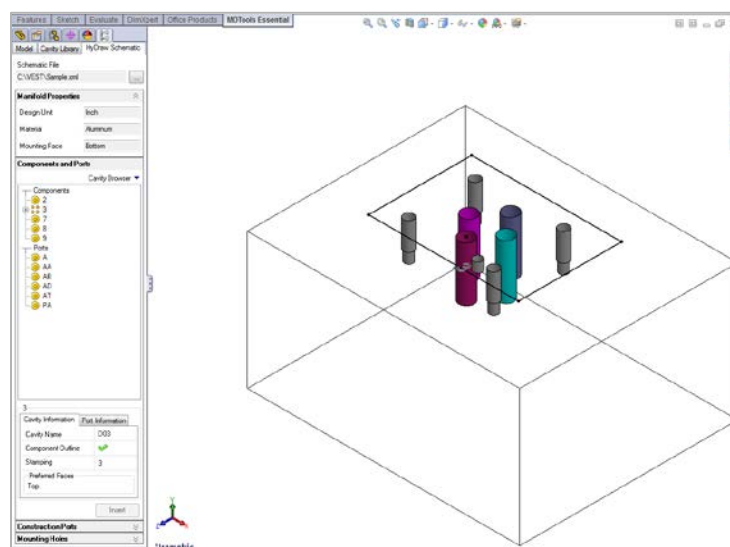 Features Sketch Evaluate DimXpert Office Products MDTools Essential
Model Cavity Library HyDraw Schematic
Schematic File
C:\VEST\Sample.xml ...
Manifold Properties
Design Unit Inch
Material Aluminum
Mounting Face Bottom
Components and Ports
Cavity Browser
Components
2
3
7
8
9
Ports
A
AA
AB
AD
AT
PA
3
Cavity Information Port Information
Cavity Name D03
Component Outline
Stamping 3
Preferred Faces
Top
Insert
Construction Ports
Mounting Holes
Y
X
Z